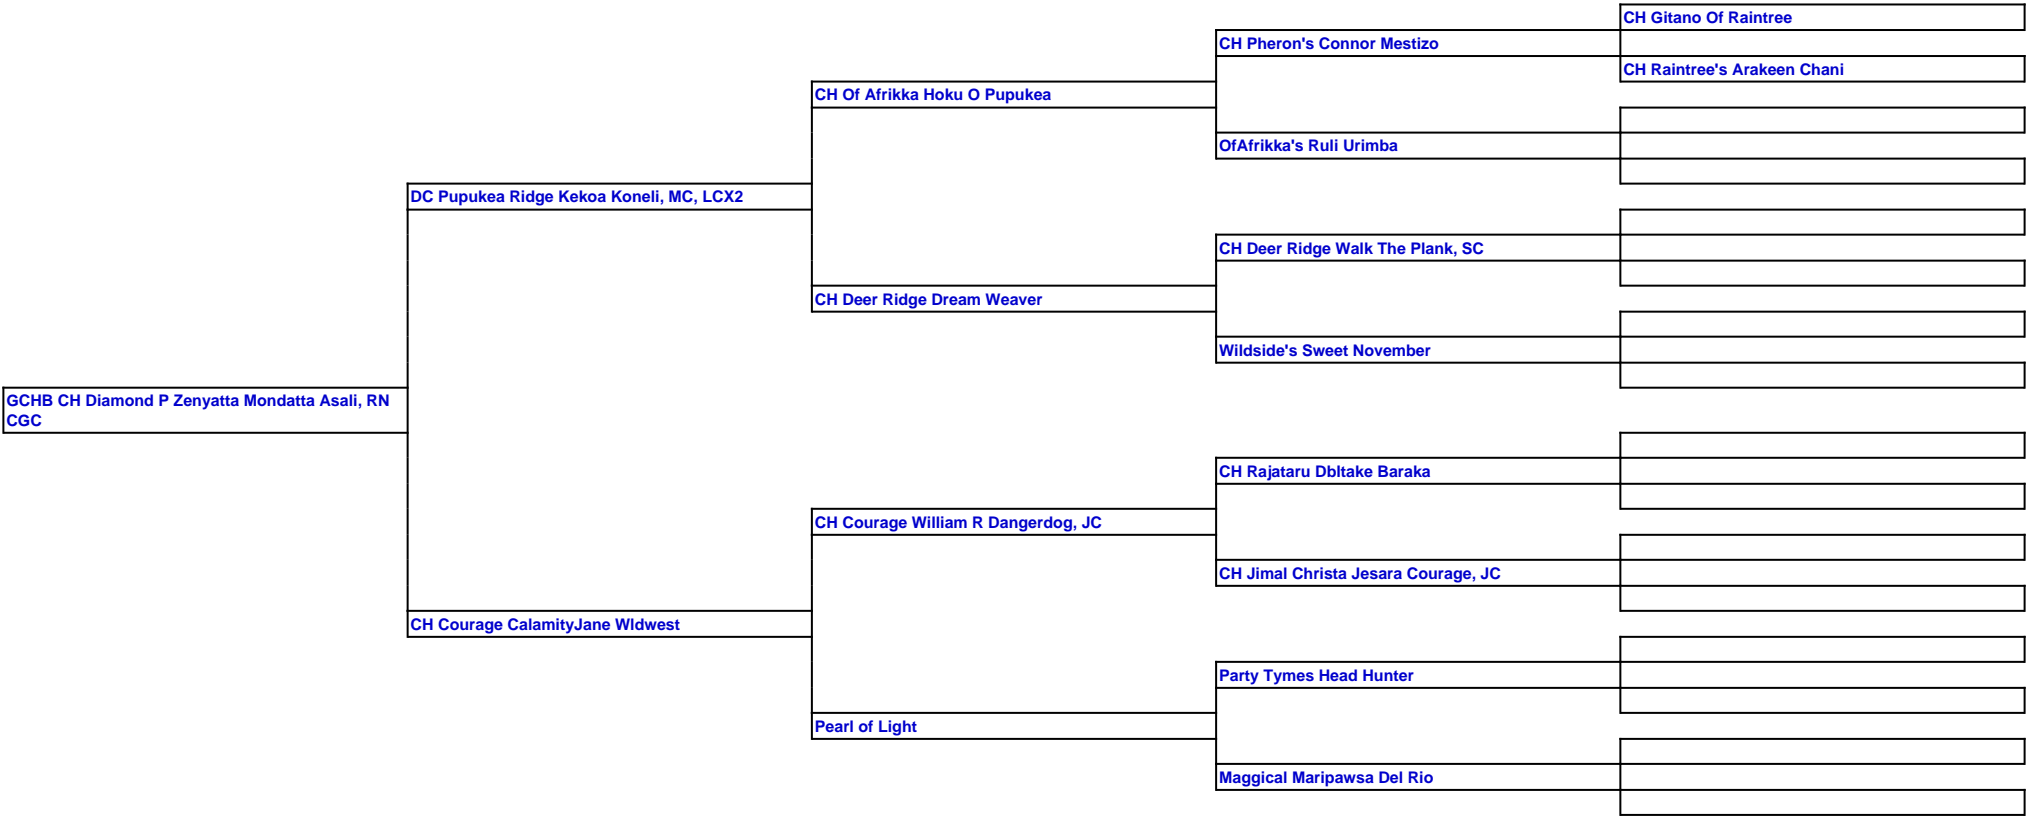 CH Gitano Of Raintree
CH Pheron's Connor Mestizo
CH Raintree's Arakeen Chani
CH Of Afrikka Hoku O Pupukea
OfAfrikka's Ruli Urimba
DC Pupukea Ridge Kekoa Koneli, MC, LCX2
CH Deer Ridge Walk The Plank, SC
CH Deer Ridge Dream Weaver
Wildside's Sweet November
GCHB CH Diamond P Zenyatta Mondatta Asali, RN
CGC
CH Rajataru Dbltake Baraka
CH Courage William R Dangerdog, JC
CH Jimal Christa Jesara Courage, JC
CH Courage CalamityJane Wldwest
Party Tymes Head Hunter
Pearl of Light
Maggical Maripawsa Del Rio